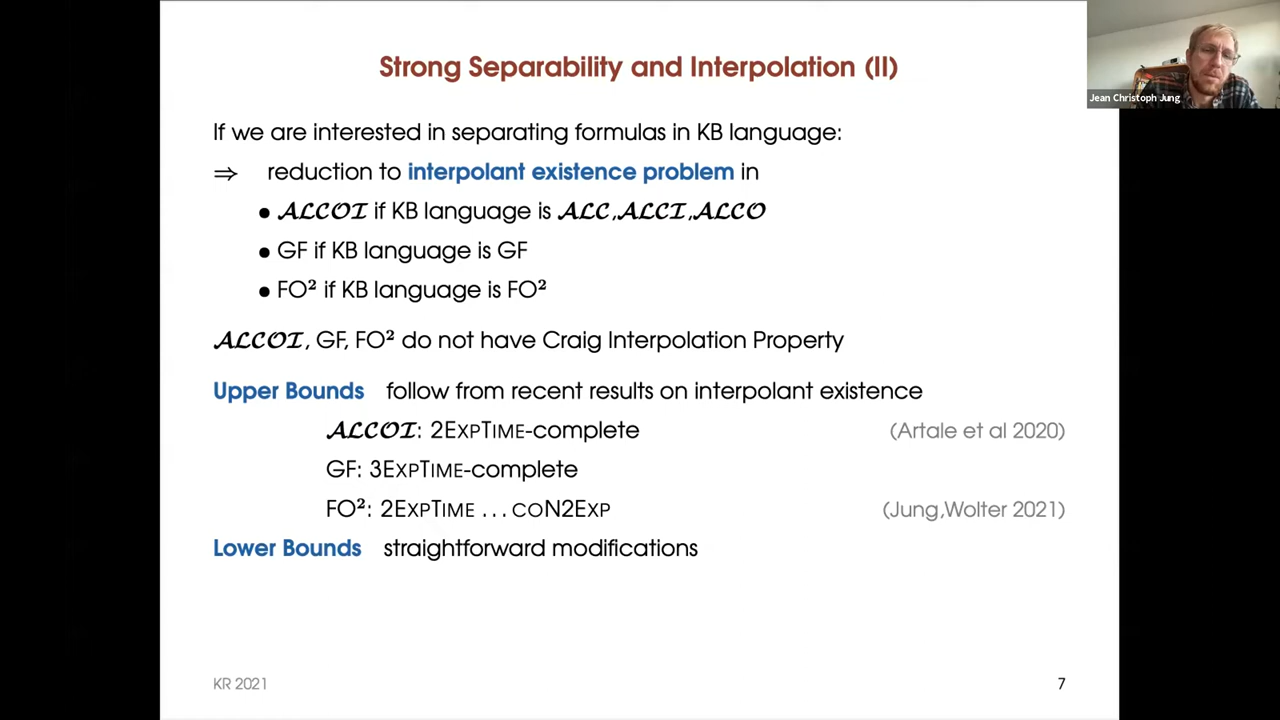 Strong Separability and Interpolation (II)
Jean Christoph Jung
If we are interested in separating formulas in KB language:
⇒ reduction to interpolant existence problem in
• 𝓐𝓛𝓒𝓞𝓘 if KB language is 𝓐𝓛𝓒,𝓐𝓛𝓒𝓘,𝓐𝓛𝓒𝓞
• GF if KB language is GF
• FO² if KB language is FO²
𝓐𝓛𝓒𝓞𝓘, GF, FO² do not have Craig Interpolation Property
Upper Bounds follow from recent results on interpolant existence
𝓐𝓛𝓒𝓞𝓘: 2EXPTIME-complete (Artale et al 2020)
GF: 3EXPTIME-complete
FO²: 2EXPTIME ... CON2EXP (Jung,Wolter 2021)
Lower Bounds straightforward modifications
KR 2021 7